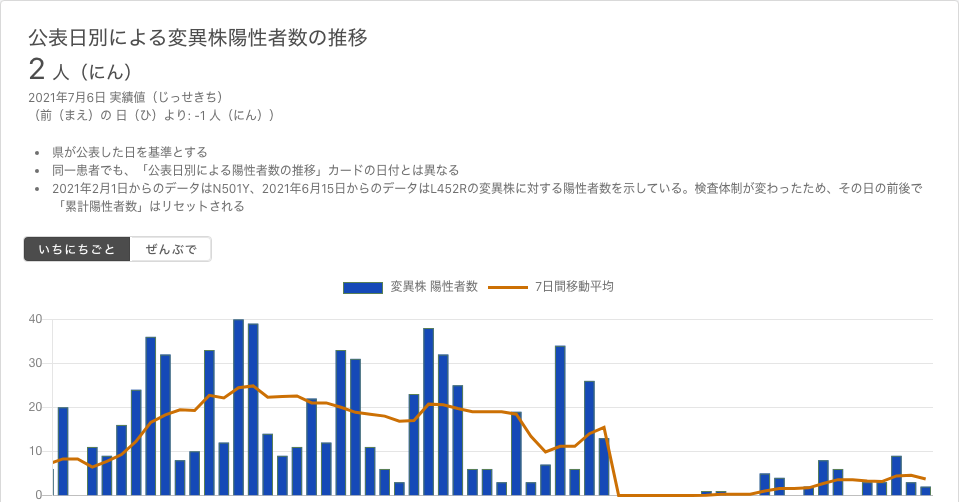 公表日別による変異株陽性者数の推移
2 人（にん）
2021年7月6日 実績値（じっせきち）
（前（まえ）の 日（ひ）より: -1 人（にん））
• 県が公表した日を基準とする
• 同一患者でも、「公表日別による陽性者数の推移」カードの日付とは異なる
• 2021年2月1日からのデータはN501Y、2021年6月15日からのデータはL452Rの変異株に対する陽性者数を示している。検査体制が変わったため、その日の前後で
「累計陽性者数」はリセットされる
いちにちごと ぜんぶで
変異株 陽性者数 7日間移動平均
40
30
20
10
0